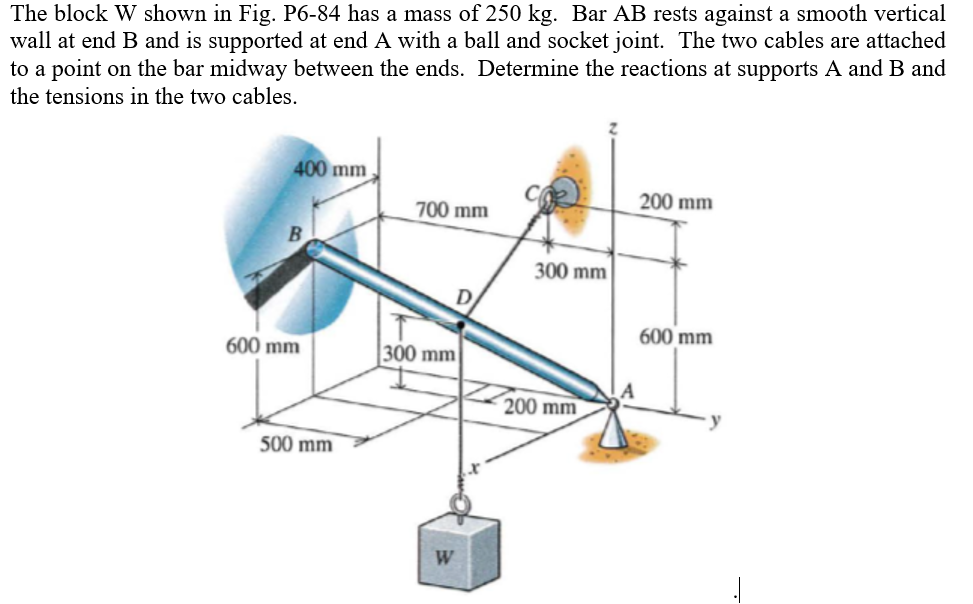 The block W shown in Fig. P6-84 has a mass of 250 kg. Bar AB rests against a smooth vertical
wall at end B and is supported at end A with a ball and socket joint. The two cables are attached
to a point on the bar midway between the ends. Determine the reactions at supports A and B and
the tensions in the two cables.
z
400 mm
C
200 mm
700 mm
B
300 mm
D
600 mm
600 mm
300 mm
A
200 mm
y
500 mm
x
W